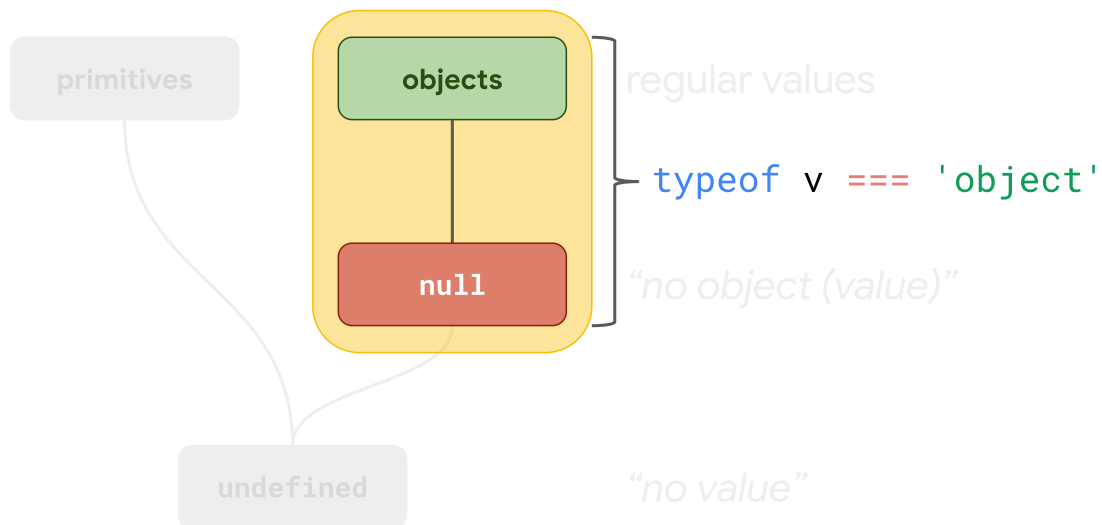 primitives
objects
regular values
typeof v === 'object'
null
“no object (value)”
undefined
“no value”